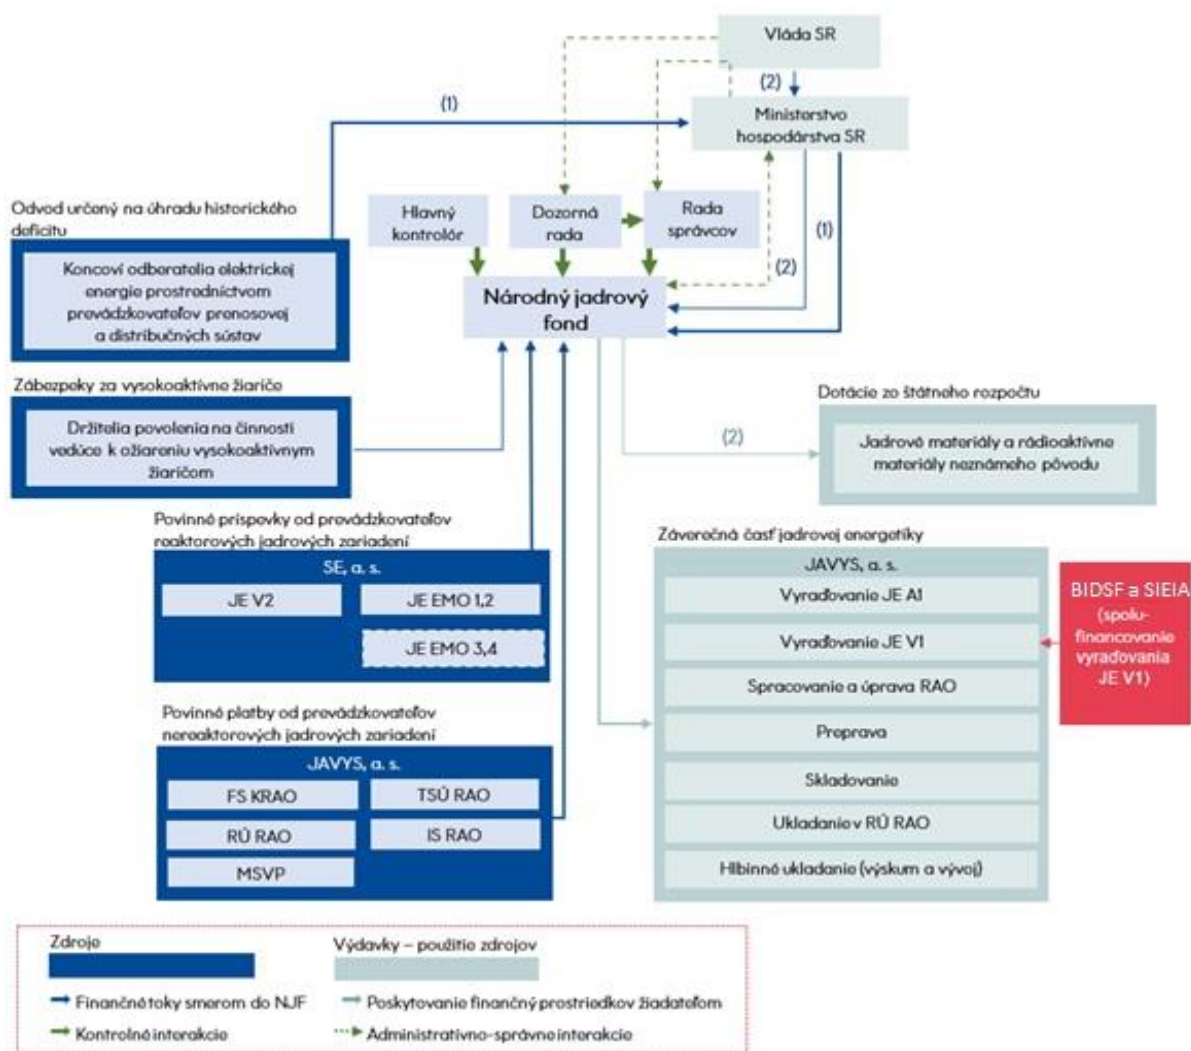 Vláda SR
(2)
(1)
Ministerstvo
hospodárstva SR
Odvod určený na úhradu historického
deficitu
Koncoví odberatelia elektrickej
energie prostredníctvom
prevádzkovateľov prenosovej
a distribučných sústav
Hlavný
kontrolór
Dozorná
rada
Rada
správcov
(1)
(2)
Národný jadrový
fond
Zábezpeky za vysokoaktívne žiariče
Držitelia povolenia na činnosti
vedúce k ožiareniu vysokoaktívnym
žiaričom
Dotácie zo štátneho rozpočtu
(2)
Jadrové materiály a rádioaktívne
materiály neznámeho pôvodu
Povinné príspevky od prevádzkovateľov
reaktorových jadrových zariadení
SE, a. s.
JE V2
JE EMO 1,2
JE EMO 3,4
Povinné platby od prevádzkovateľov
nereaktorových jadrových zariadení
JAVYS, a. s.
FS KRAO
TSÚ RAO
RÚ RAO
IS RAO
MSVP
Záverečná časť jadrovej energetiky
JAVYS, a. s.
Vyraďovanie JE A1
Vyraďovanie JE V1
Spracovanie a úprava RAO
Preprava
Skladovanie
Ukladanie v RÚ RAO
Hlbinné ukladanie (výskum a vývoj)
BIDSF a SIEIA
(spolu-
financovanie
vyraďovania
JE V1)
Zdroje
Výdavky – použitie zdrojov
Finančné toky smerom do NJF
Poskytovanie finančný prostriedkov žiadateľom
Kontrolné interakcie
Administratívno-správne interakcie